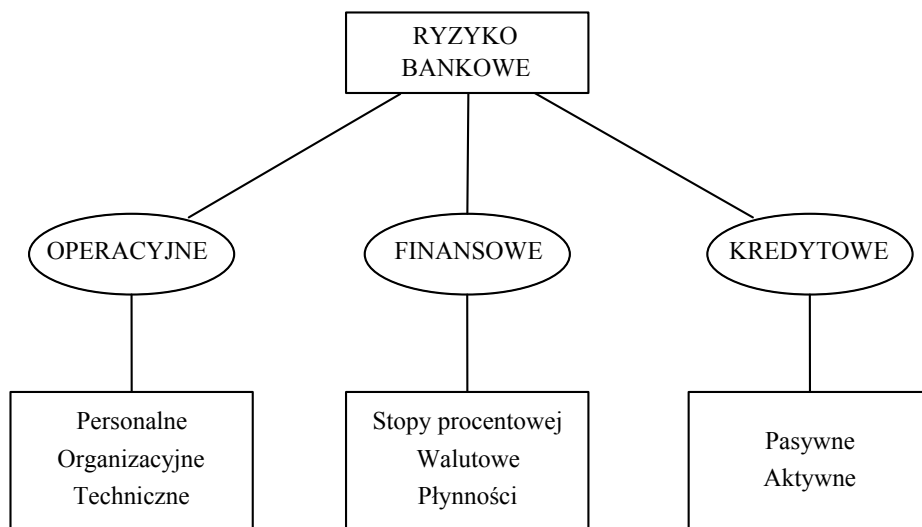 RYZYKO
BANKOWE
OPERACYJNE
FINANSOWE
KREDYTOWE
Personalne
Organizacyjne
Techniczne
Stopy procentowej
Walutowe
Płynności
Pasywne
Aktywne